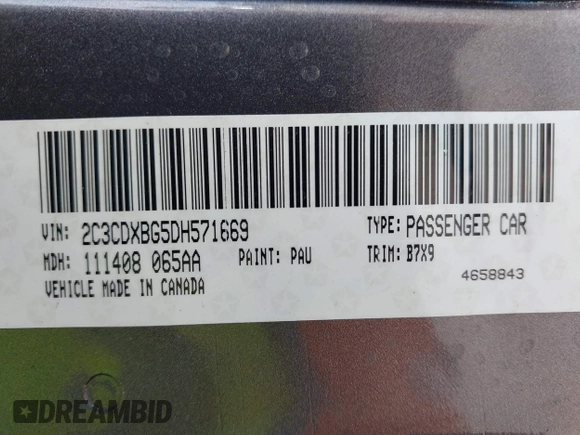 VIN: 2C3CDXBG5DH571669 TYPE: PASSENGER CAR
MDH: 111408 065AA PAINT: PAU TRIM: B7X9
VEHICLE MADE IN CANADA 4658843
DREAMBID